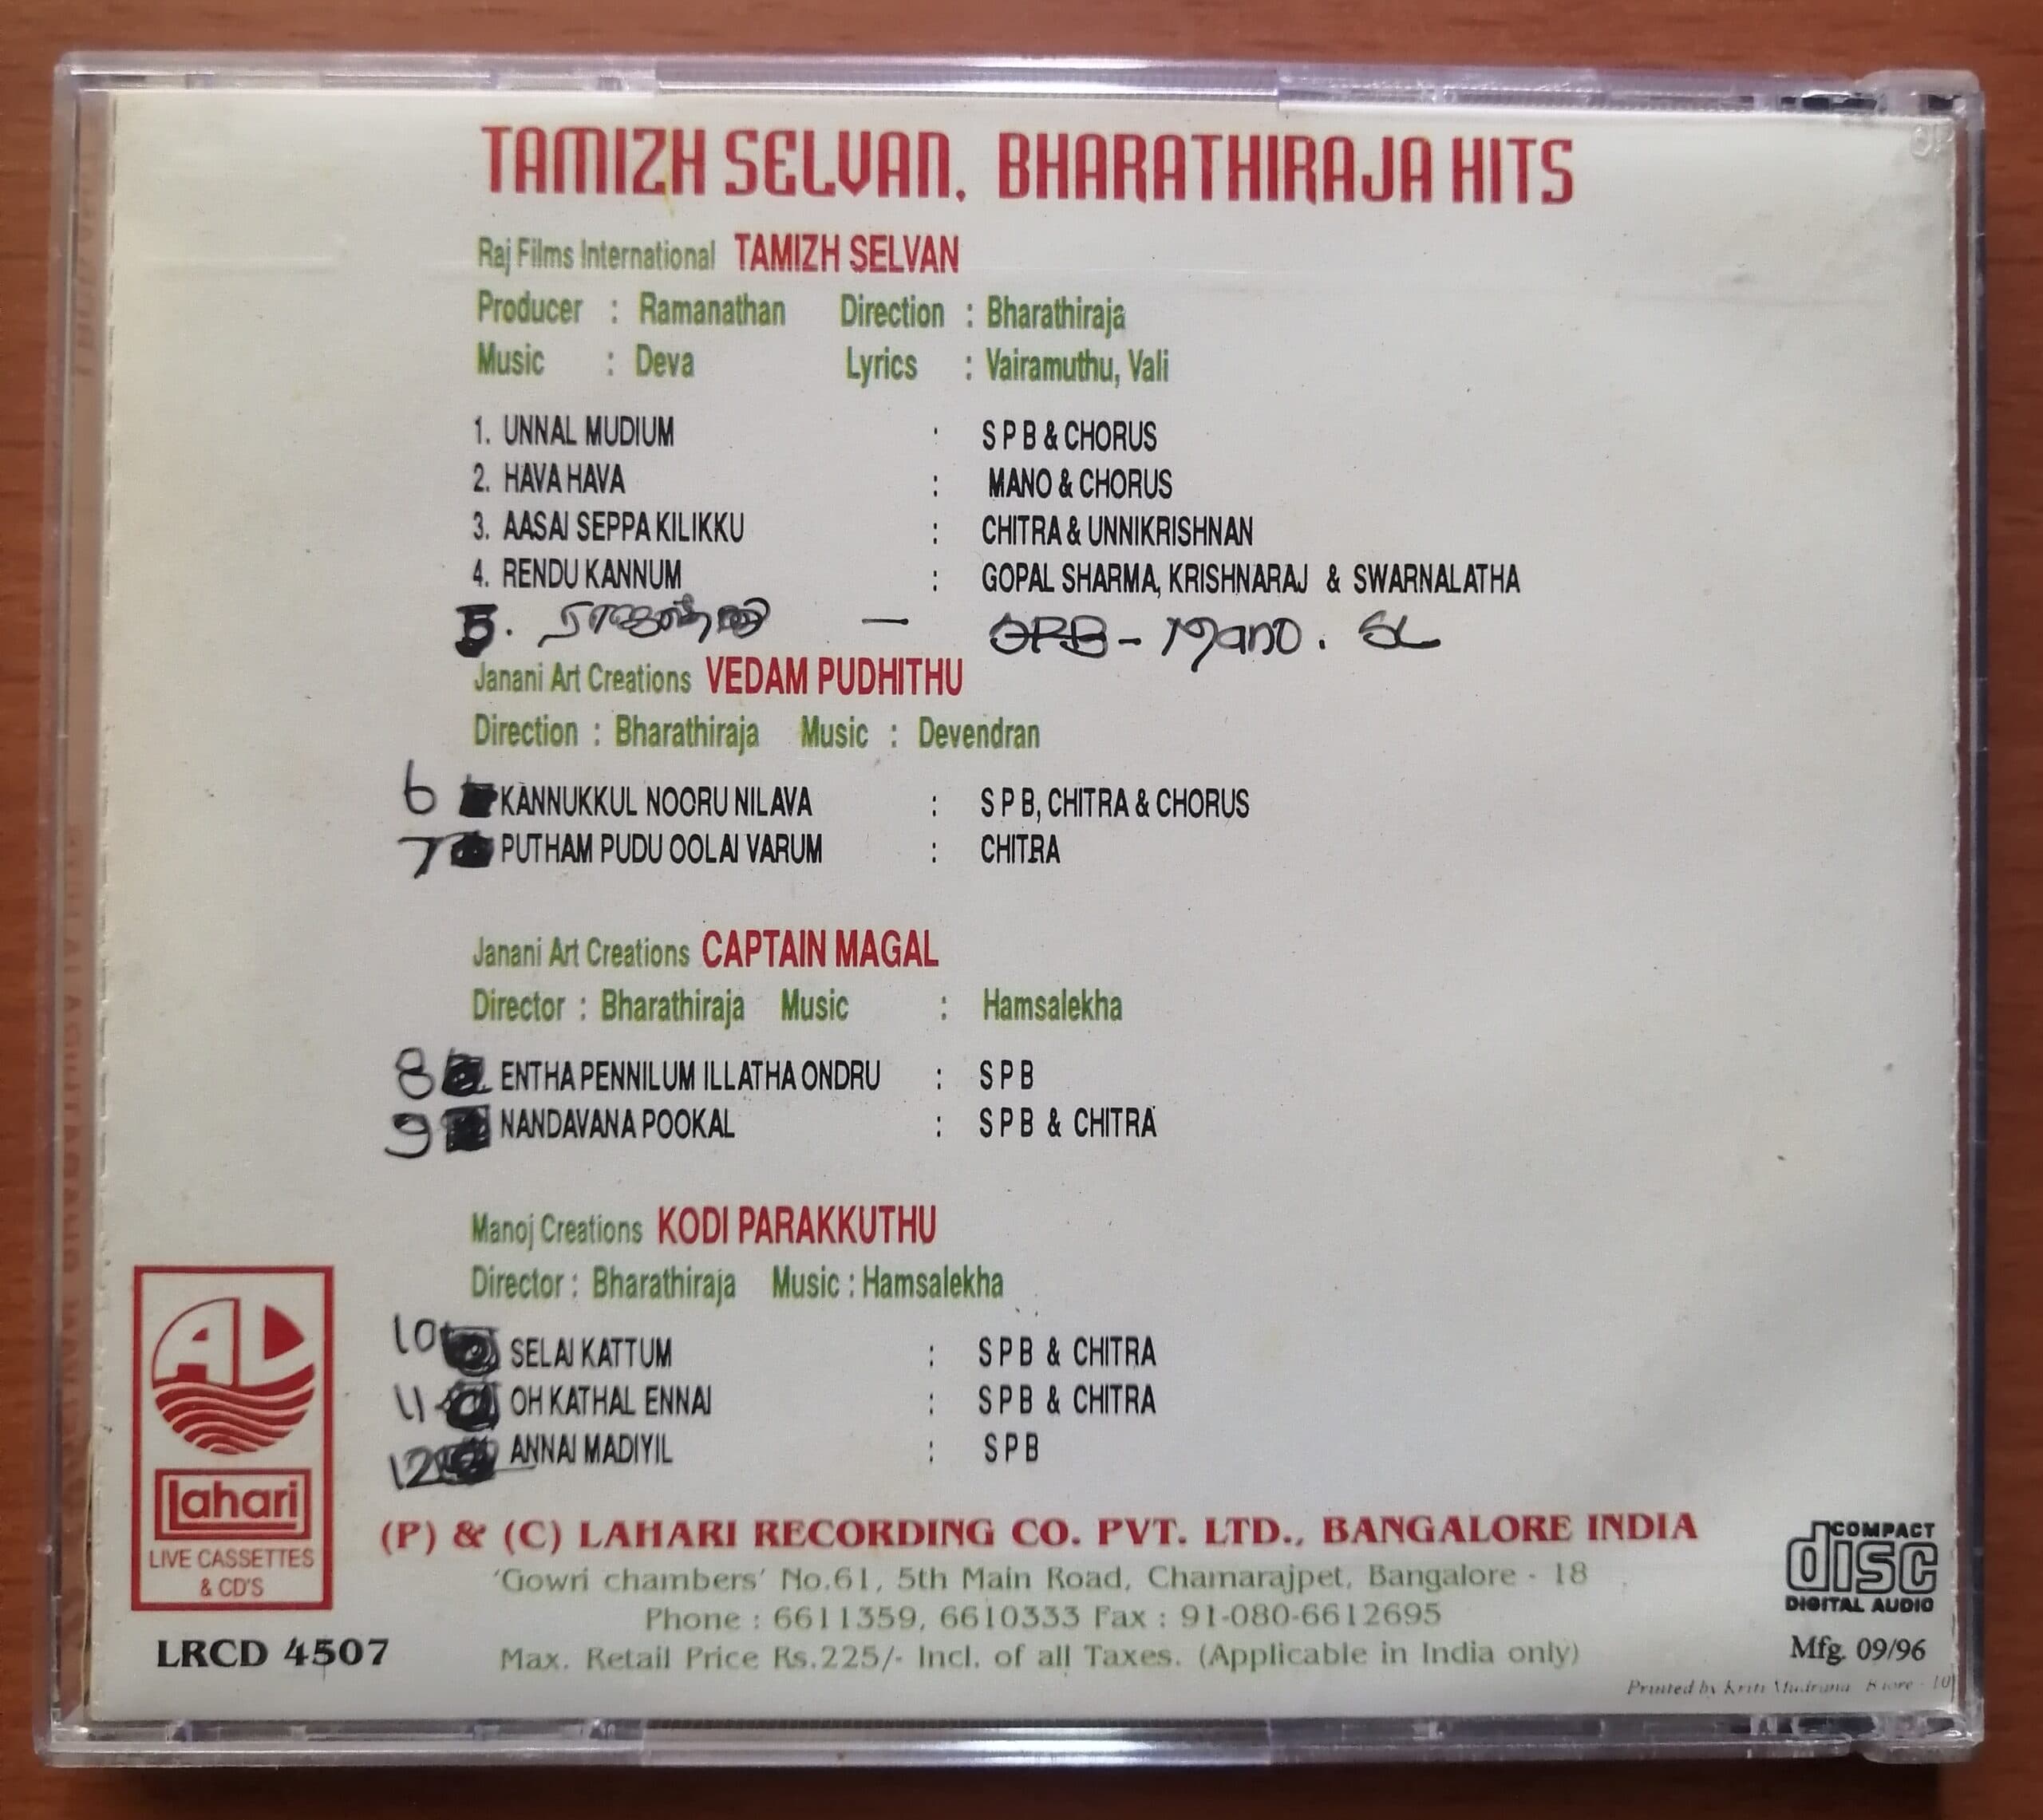 TAMIZH SELVAN, BHARATHIRAJA HITS
Raj Films International TAMIZH SELVAN
Producer : Ramanathan Direction : Bharathiraja
Music : Deva Lyrics : Vairamuthu, Vali
1. UNNAL MUDIUM : S P B & CHORUS
2. HAVA HAVA : MANO & CHORUS
3. AASAI SEPPA KILIKKU : CHITRA & UNNIKRISHNAN
4. RENDU KANNUM : GOPAL SHARMA, KRISHNARAJ & SWARNALATHA
5. — - Mano. SL
Janani Art Creations VEDAM PUDHITHU
Direction : Bharathiraja Music : Devendran
6 KANNUKKUL NOORU NILAVA : S P B, CHITRA & CHORUS
7 PUTHAM PUDU OOLAI VARUM : CHITRA
Janani Art Creations CAPTAIN MAGAL
Director : Bharathiraja Music : Hamsalekha
8 ENTHA PENNILUM ILLATHA ONDRU : S P B
9 NANDAVANA POOKAL : S P B & CHITRA
Manoj Creations KODI PARAKKUTHU
Director : Bharathiraja Music : Hamsalekha
10 SELAI KATTUM : S P B & CHITRA
11 OH KATHAL ENNAI : S P B & CHITRA
12 ANNAI MADIYIL : S P B
Lahari
LIVE CASSETTES
& CD'S
LRCD 4507
(P) & (C) LAHARI RECORDING CO. PVT. LTD., BANGALORE INDIA
'Gowri chambers' No.61, 5th Main Road, Chamarajpet, Bangalore - 18
Phone : 6611359, 6610333 Fax : 91-080-6612695
Max. Retail Price Rs.225/- Incl. of all Taxes. (Applicable in India only)
COMPACT
disc
DIGITAL AUDIO
Mfg. 09/96
Printed by Kriti Mudrana